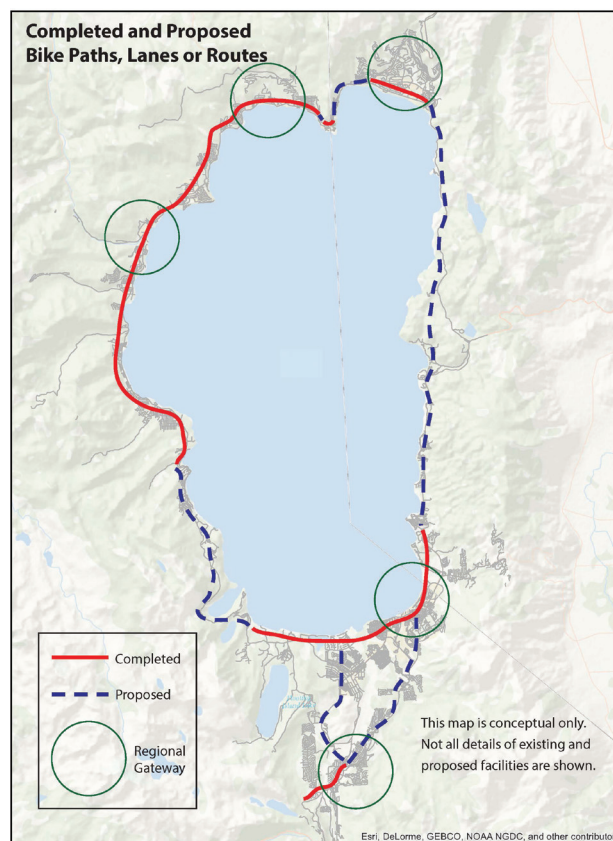 Completed and Proposed
Bike Paths, Lanes or Routes
Completed
Proposed
Regional
Gateway
This map is conceptual only.
Not all details of existing and
proposed facilities are shown.
Esri, DeLorme, GEBCO, NOAA NGDC, and other contributor